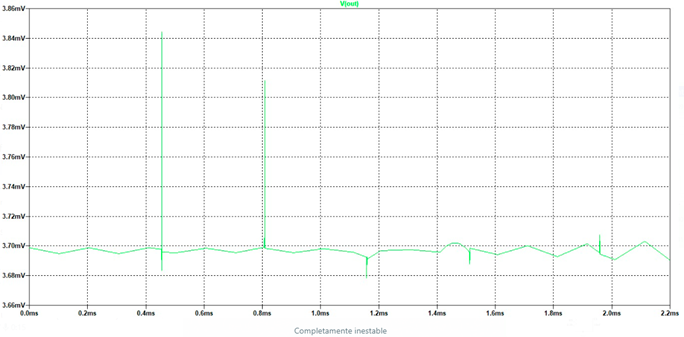 V(out)
3.86mV
3.84mV
3.82mV
3.80mV
3.78mV
3.76mV
3.74mV
3.72mV
3.70mV
3.68mV
3.66mV
0.0ms 0.2ms 0.4ms 0.6ms 0.8ms 1.0ms 1.2ms 1.4ms 1.6ms 1.8ms 2.0ms 2.2ms
Completamente inestable